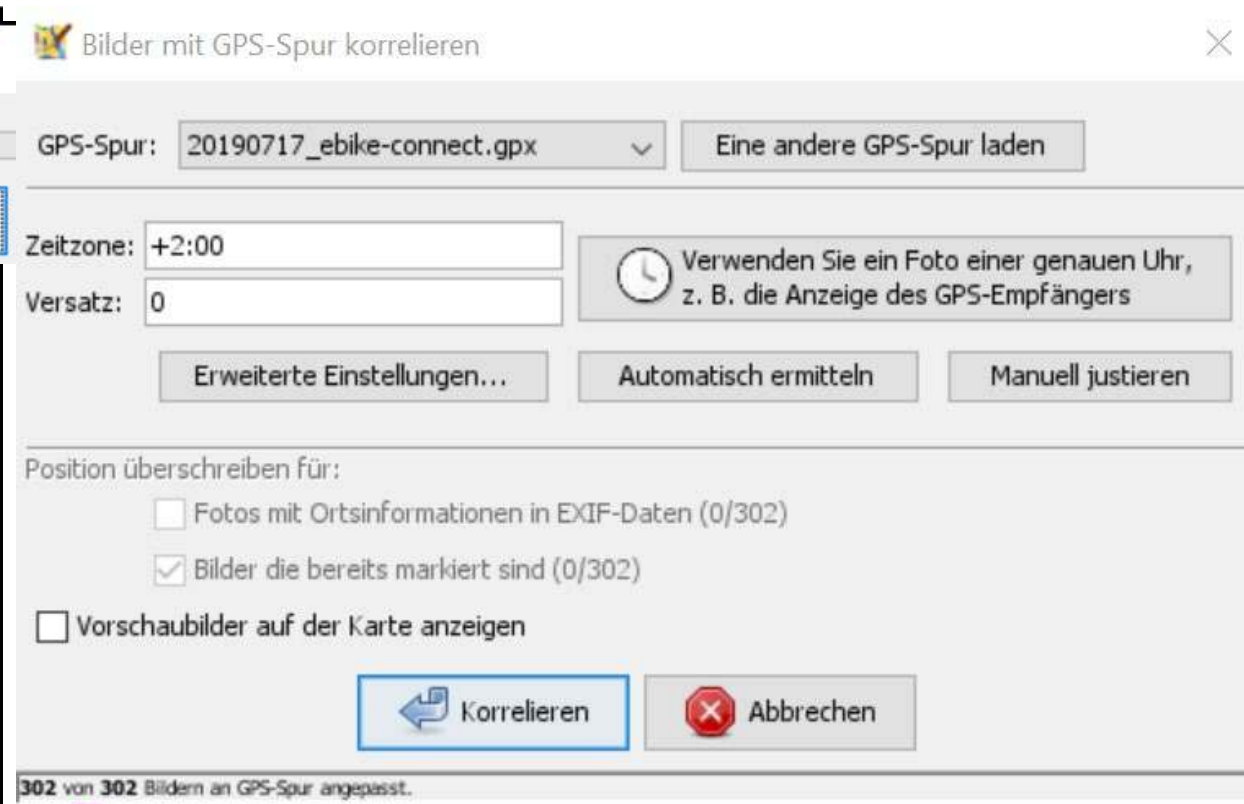 Bilder mit GPS-Spur korrelieren
GPS-Spur: 20190717_ebike-connect.gpx Eine andere GPS-Spur laden
Zeitzone: +2:00
Versatz: 0
Verwenden Sie ein Foto einer genauen Uhr,
z. B. die Anzeige des GPS-Empfängers
Erweiterte Einstellungen... Automatisch ermitteln Manuell justieren
Position überschreiben für:
Fotos mit Ortsinformationen in EXIF-Daten (0/302)
Bilder die bereits markiert sind (0/302)
Vorschaubilder auf der Karte anzeigen
Korrelieren Abbrechen
302 von 302 Bildern an GPS-Spur angepasst.